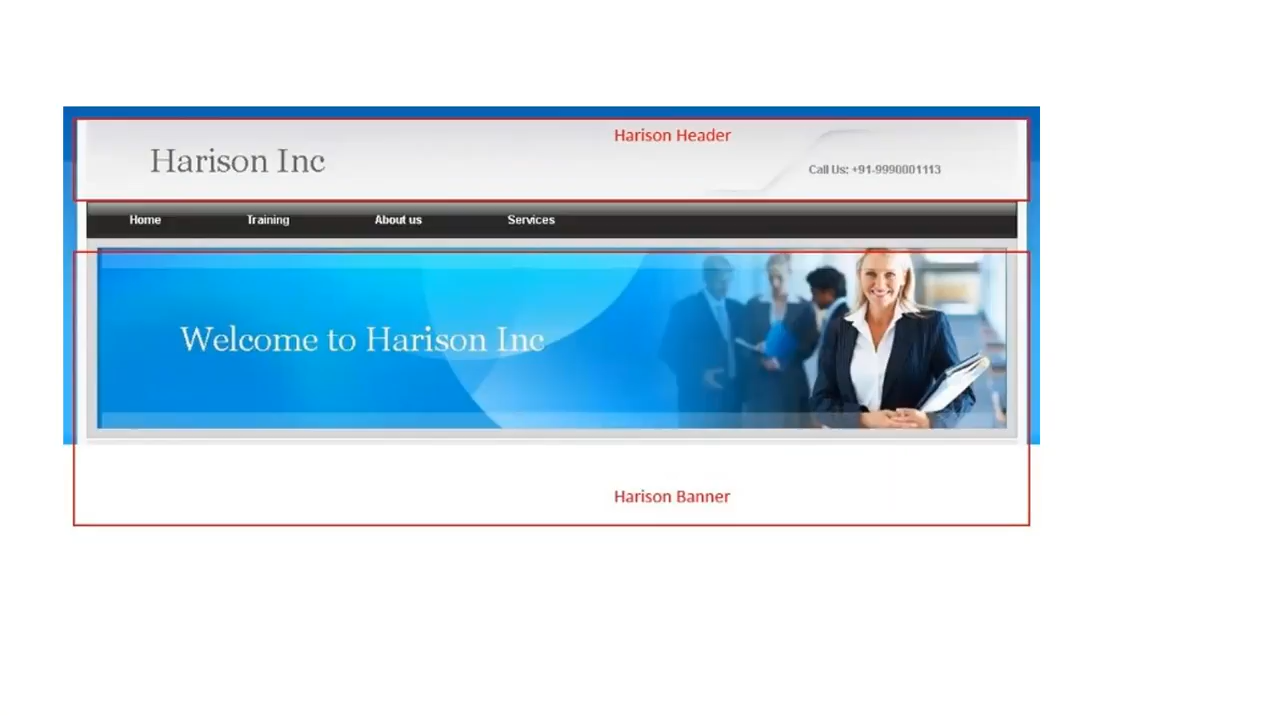 Harison Header
Harison Inc
Call Us: +91-9990001113
Home Training About us Services
Welcome to Harison Inc
Harison Banner